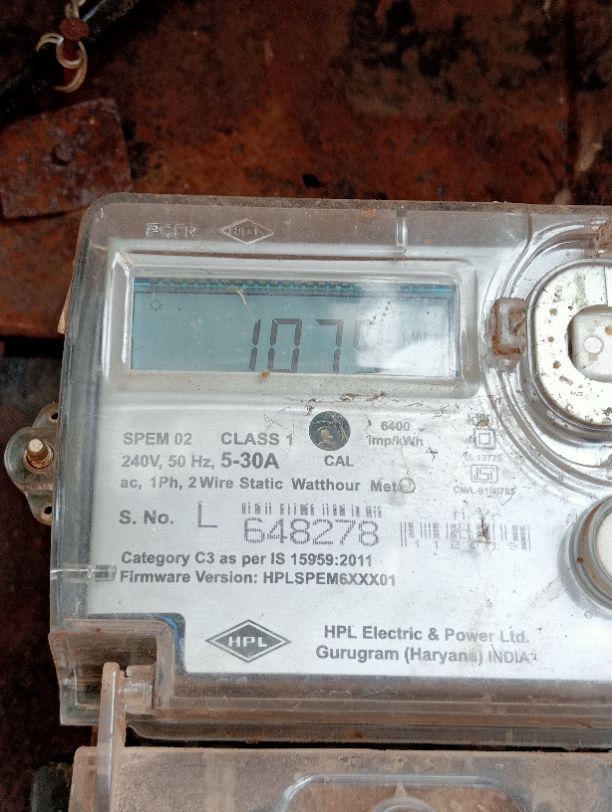 SPEM 02 CLASS 1 6400
imp/kWh
240V, 50 Hz, 5-30A CAL
ac, 1Ph, 2 Wire Static Watthour
S. No. L 648278
Category C3 as per IS 15959:2011
Firmware Version: HPLSPEM6XXX01
HPL
HPL Electric & Power Ltd.
Gurugram (Haryana) INDIA